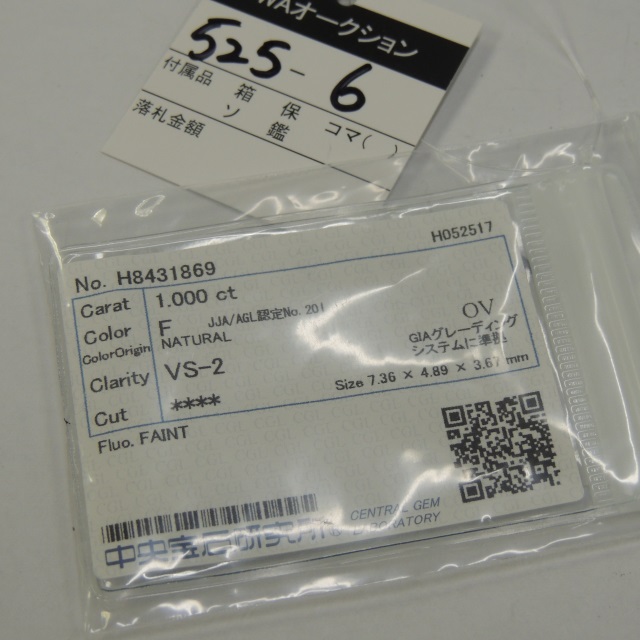 オークション
525-6
付属品 箱 保 コマ( )
ソ 鑑
落札金額
No. H8431869 H052517
Carat 1.000 ct
Color F JJA/AGL認定No. 201 OV
ColorOrigin NATURAL GIAグレーディング
システムに準拠
Clarity VS-2
Size 7.36 × 4.89 × 3.67 mm
Cut ****
Fluo. FAINT
中央宝石研究所 CENTRAL GEM
LABORATORY